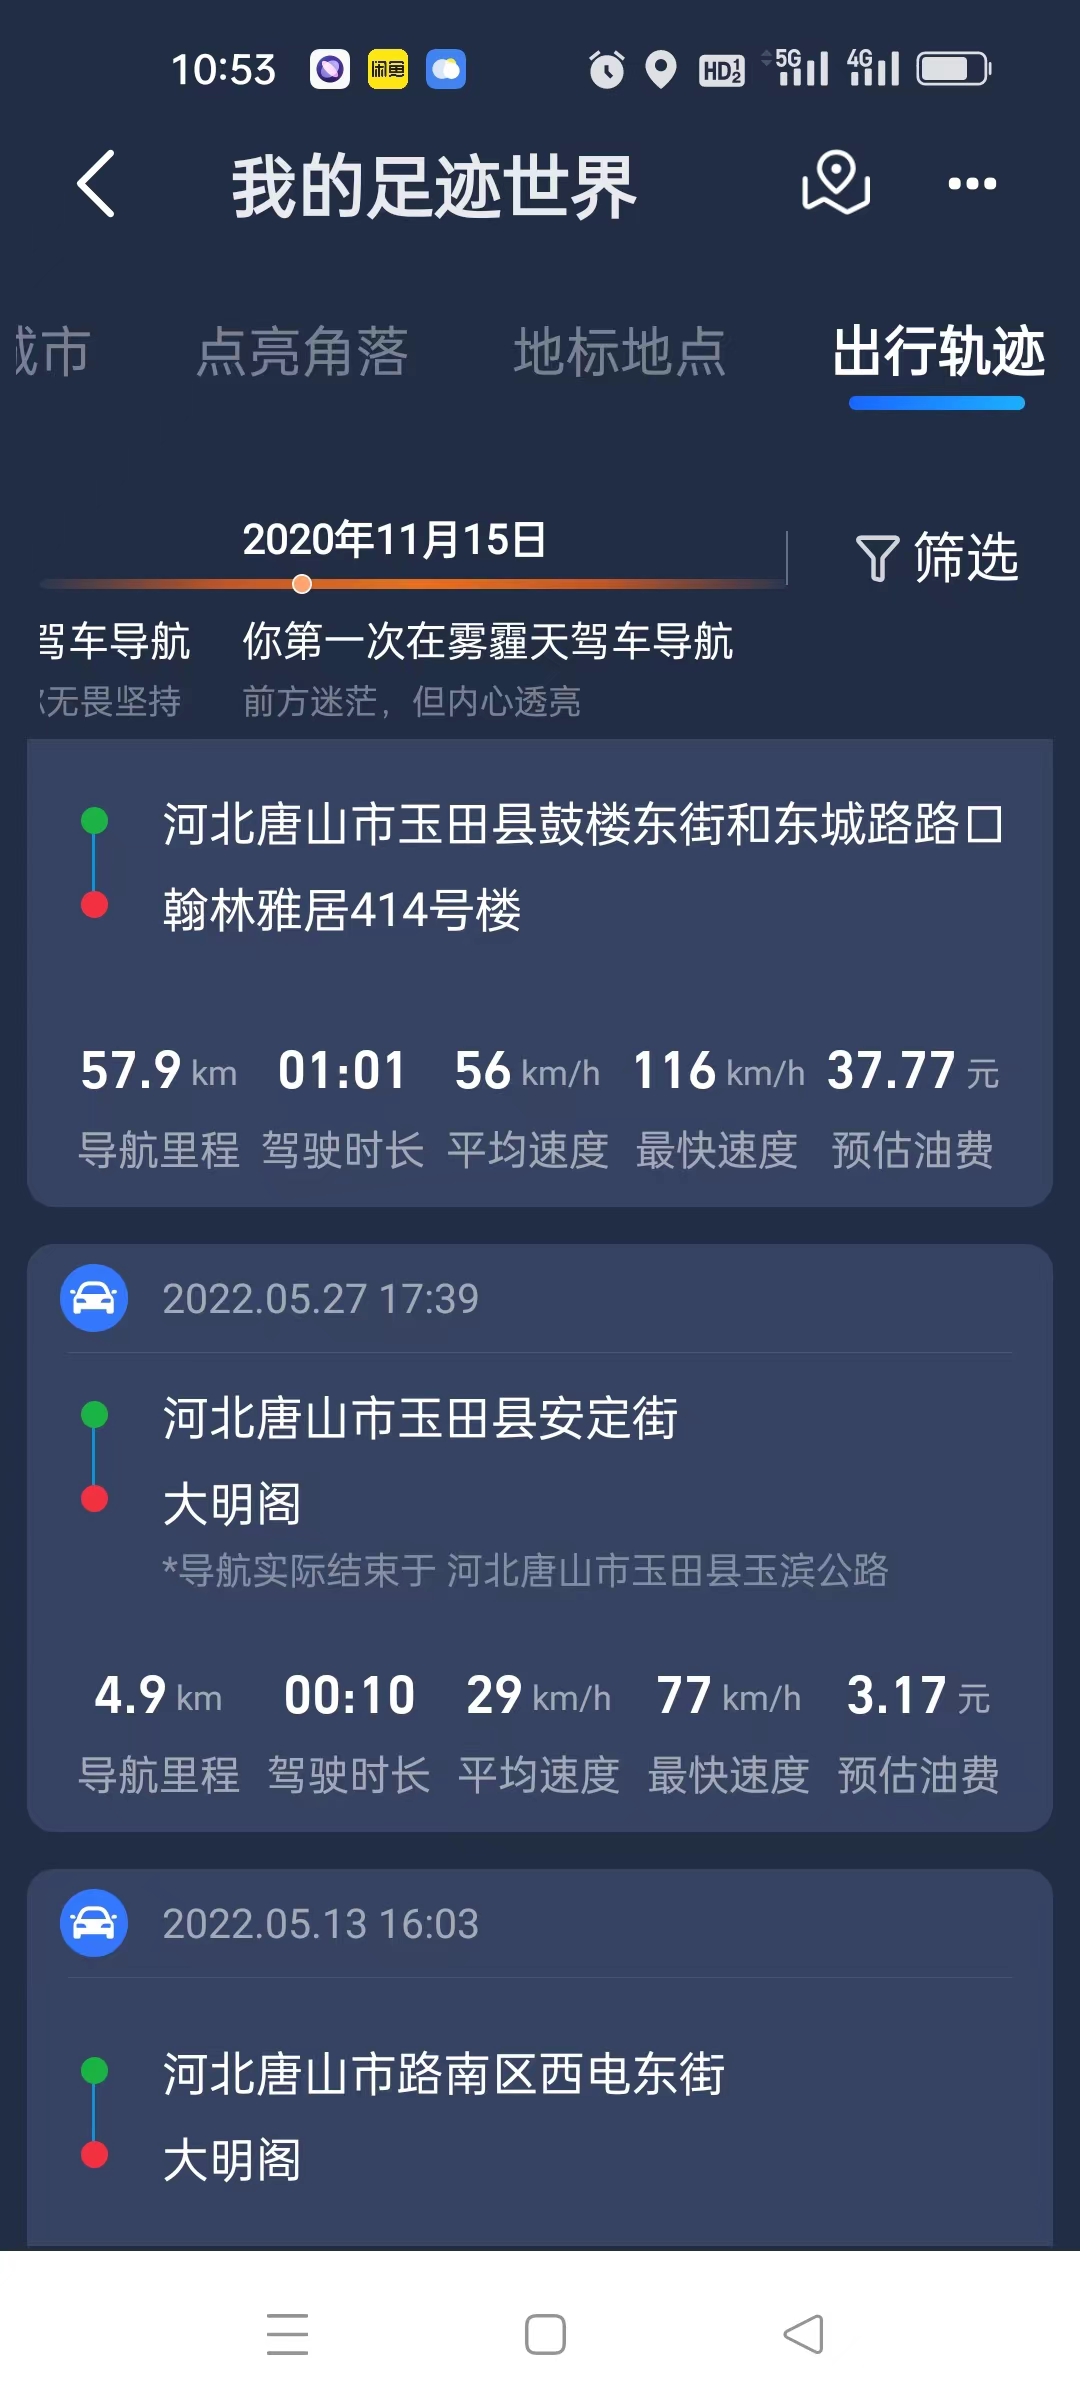 10:53 闲鱼 HD 1 2 5G 4G
我的足迹世界
城市 点亮角落 地标地点 出行轨迹
2020年11月15日
筛选
驾车导航 你第一次在雾霾天驾车导航
无畏坚持 前方迷茫，但内心透亮
河北唐山市玉田县鼓楼东街和东城路路口
翰林雅居414号楼
57.9 km 01:01 56 km/h 116 km/h 37.77 元
导航里程 驾驶时长 平均速度 最快速度 预估油费
2022.05.27 17:39
河北唐山市玉田县安定街
大明阁
*导航实际结束于 河北唐山市玉田县玉滨公路
4.9 km 00:10 29 km/h 77 km/h 3.17 元
导航里程 驾驶时长 平均速度 最快速度 预估油费
2022.05.13 16:03
河北唐山市路南区西电东街
大明阁